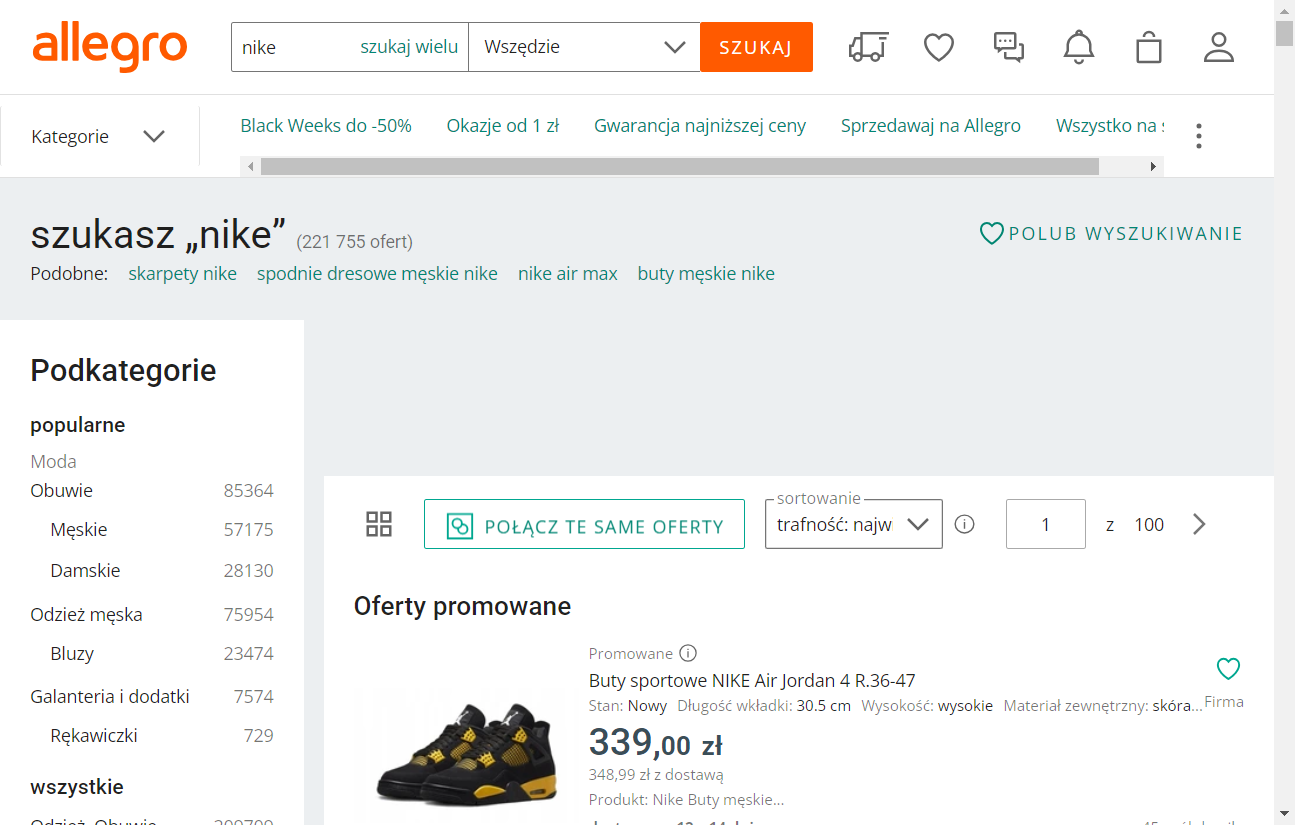 allegro
nike
szukaj wielu
Wszędzie
SZUKAJ
Kategorie
Black Weeks do -50%
Okazje od 1 zł
Gwarancja najniższej ceny
Sprzedawaj na Allegro
Wszystko na
szukasz „nike” (221 755 ofert)
POLUB WYSZUKIWANIE
Podobne: skarpety nike spodnie dresowe męskie nike nike air max buty męskie nike
Podkategorie
popularne
Moda
Obuwie 85364
Męskie 57175
Damskie 28130
Odzież męska 75954
Bluzy 23474
Galanteria i dodatki 7574
Rękawiczki 729
wszystkie
POŁĄCZ TE SAME OFERTY
sortowanie
trafność: najw
1 z 100
Oferty promowane
Promowane
Buty sportowe NIKE Air Jordan 4 R.36-47
Stan: Nowy Długość wkładki: 30.5 cm Wysokość: wysokie Materiał zewnętrzny: skóra...
Firma
339,00 zł
348,99 zł z dostawą
Produkt: Nike Buty męskie...